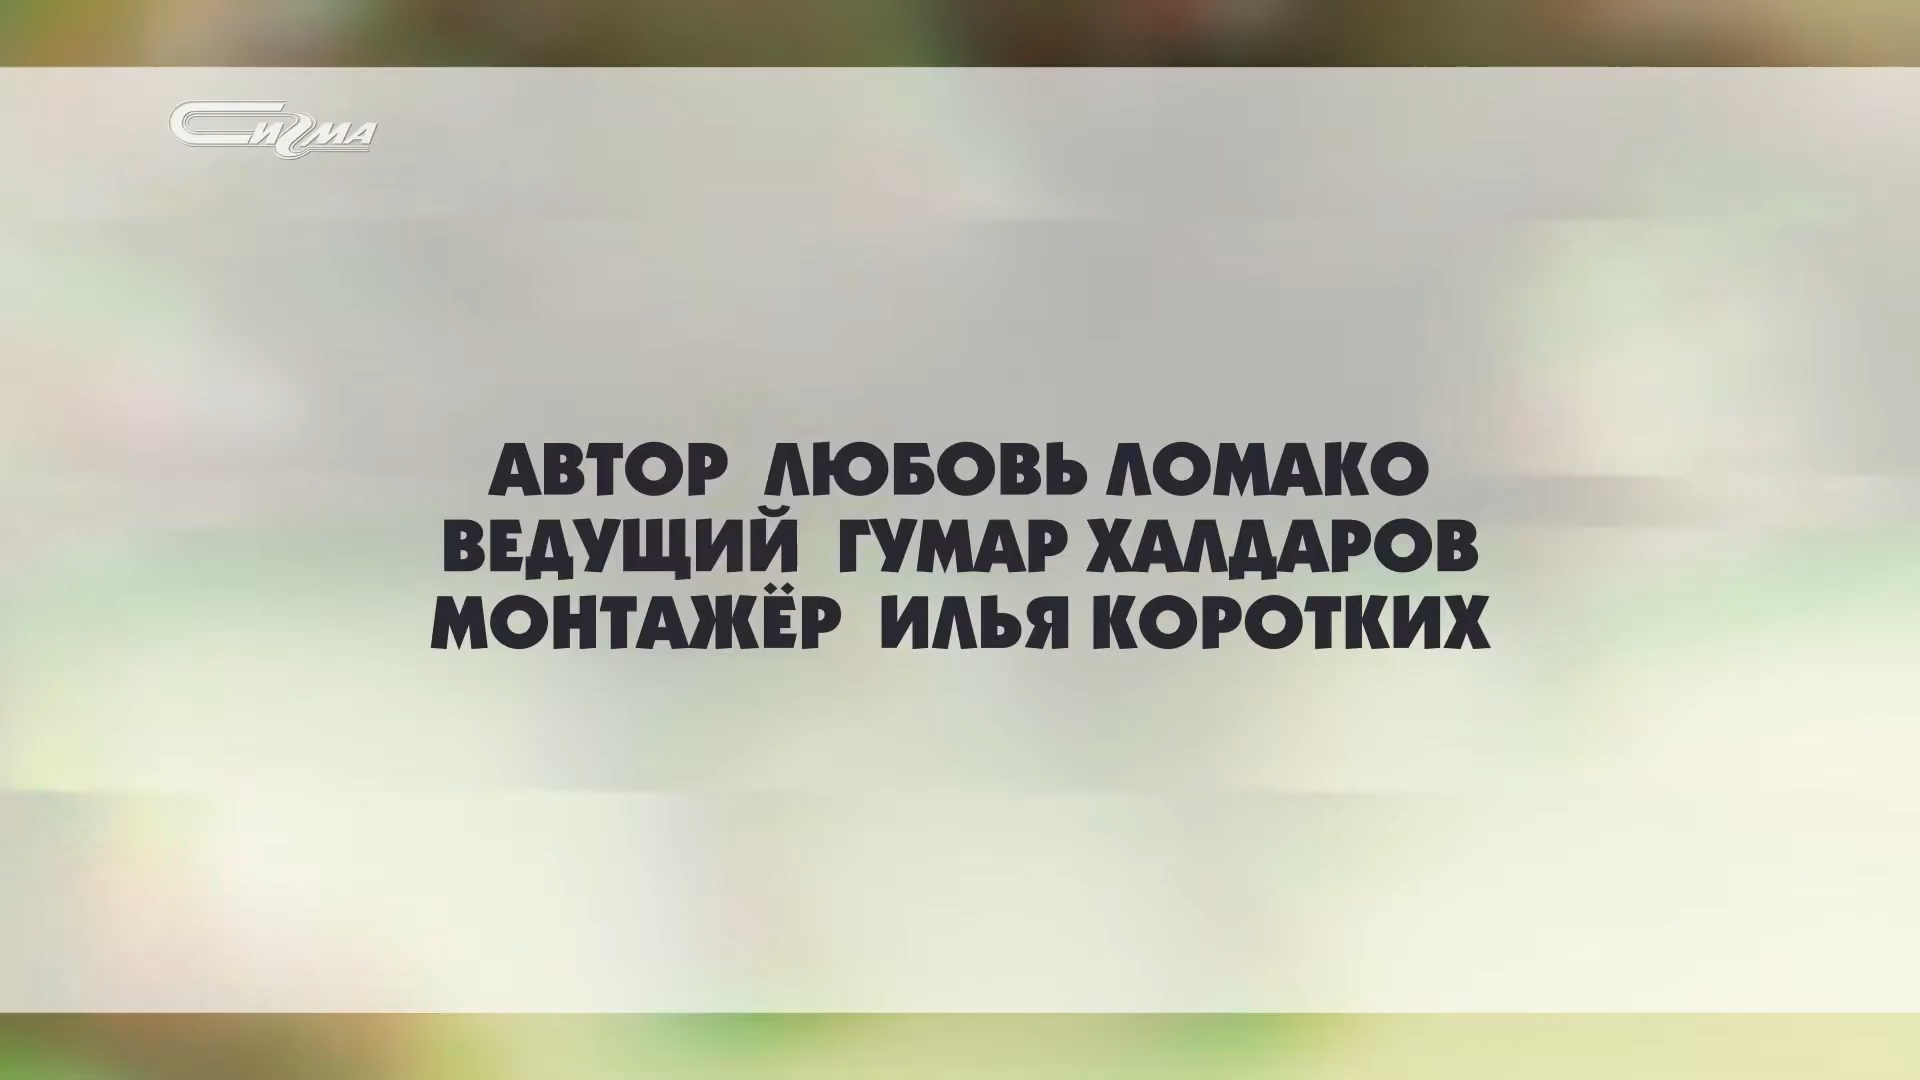 Сигма
АВТОР ЛЮБОВЬ ЛОМАКО
ВЕДУЩИЙ ГУМАР ХАЛДАРОВ
МОНТАЖЁР ИЛЬЯ КОРОТКИХ